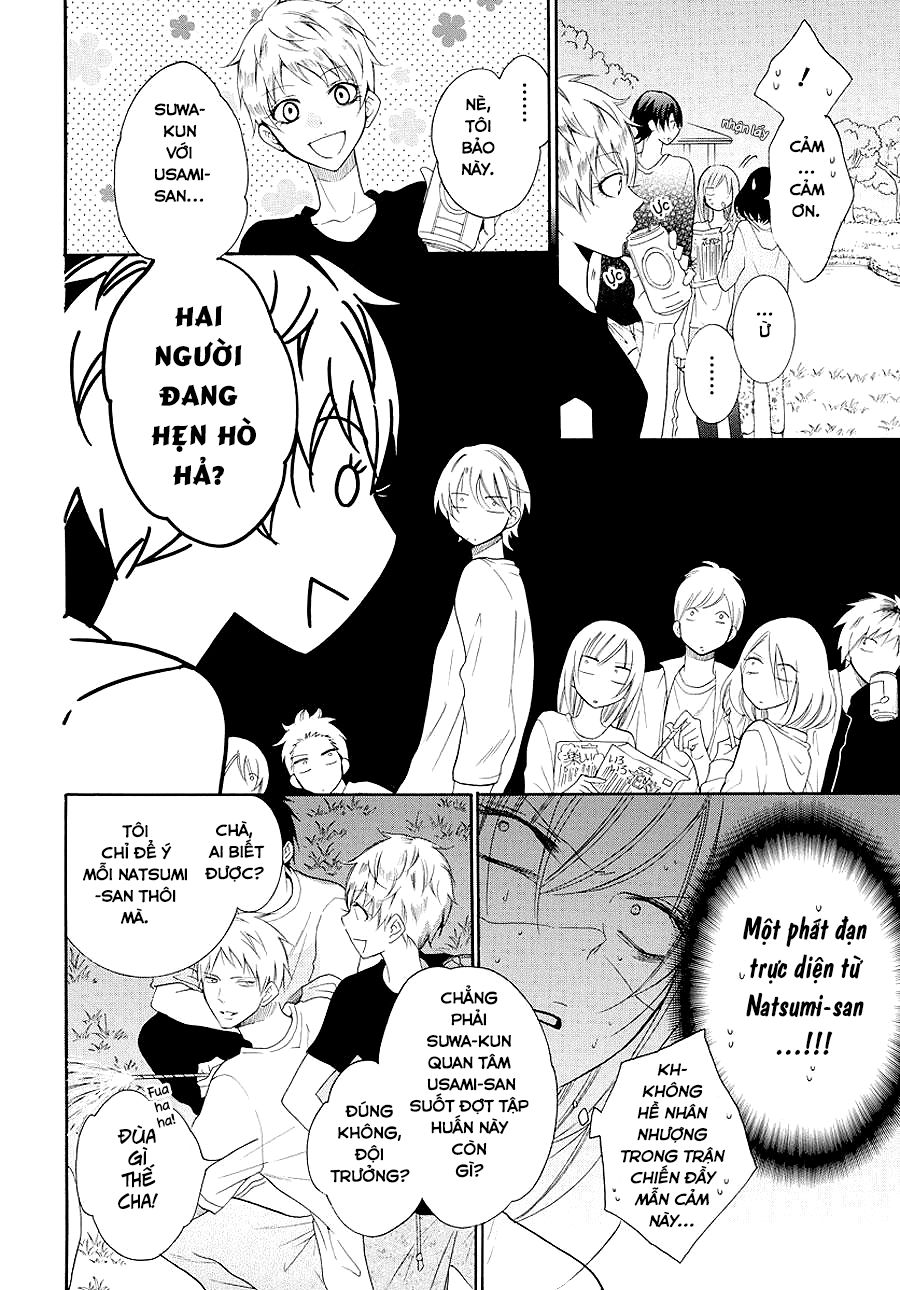 !
CẢM
...
CẢM
ƠN.
nhận lấy
ỰC
ỰC
...
Ừ
......
......
NÈ,
TÔI
BẢO
NÀY.
SUWA-
KUN
VỚI
USAMI-
SAN...
HAI
NGƯỜI
ĐANG
HẸN HÒ
HẢ?
Một phát đạn
trực diện từ
Natsumi-san
...!!!
KH-
KHÔNG
HỀ NHÂN
NHƯỢNG
TRONG TRẬN
CHIẾN ĐẦY
MẪN CẢM
NÀY...
CHÀ,
AI BIẾT
ĐƯỢC?
TÔI
CHỈ ĐỂ Ý
MỖI NATSUMI
-SAN THÔI
MÀ.
CHẲNG
PHẢI
SUWA-KUN
QUAN TÂM
USAMI-SAN
SUỐT ĐỢT TẬP
HUẤN NÀY
CÒN
GÌ?
ĐÚNG
KHÔNG,
ĐỘI
TRƯỞNG?
Fua
ha
ha!
ĐÙA
GÌ
THẾ
CHA!